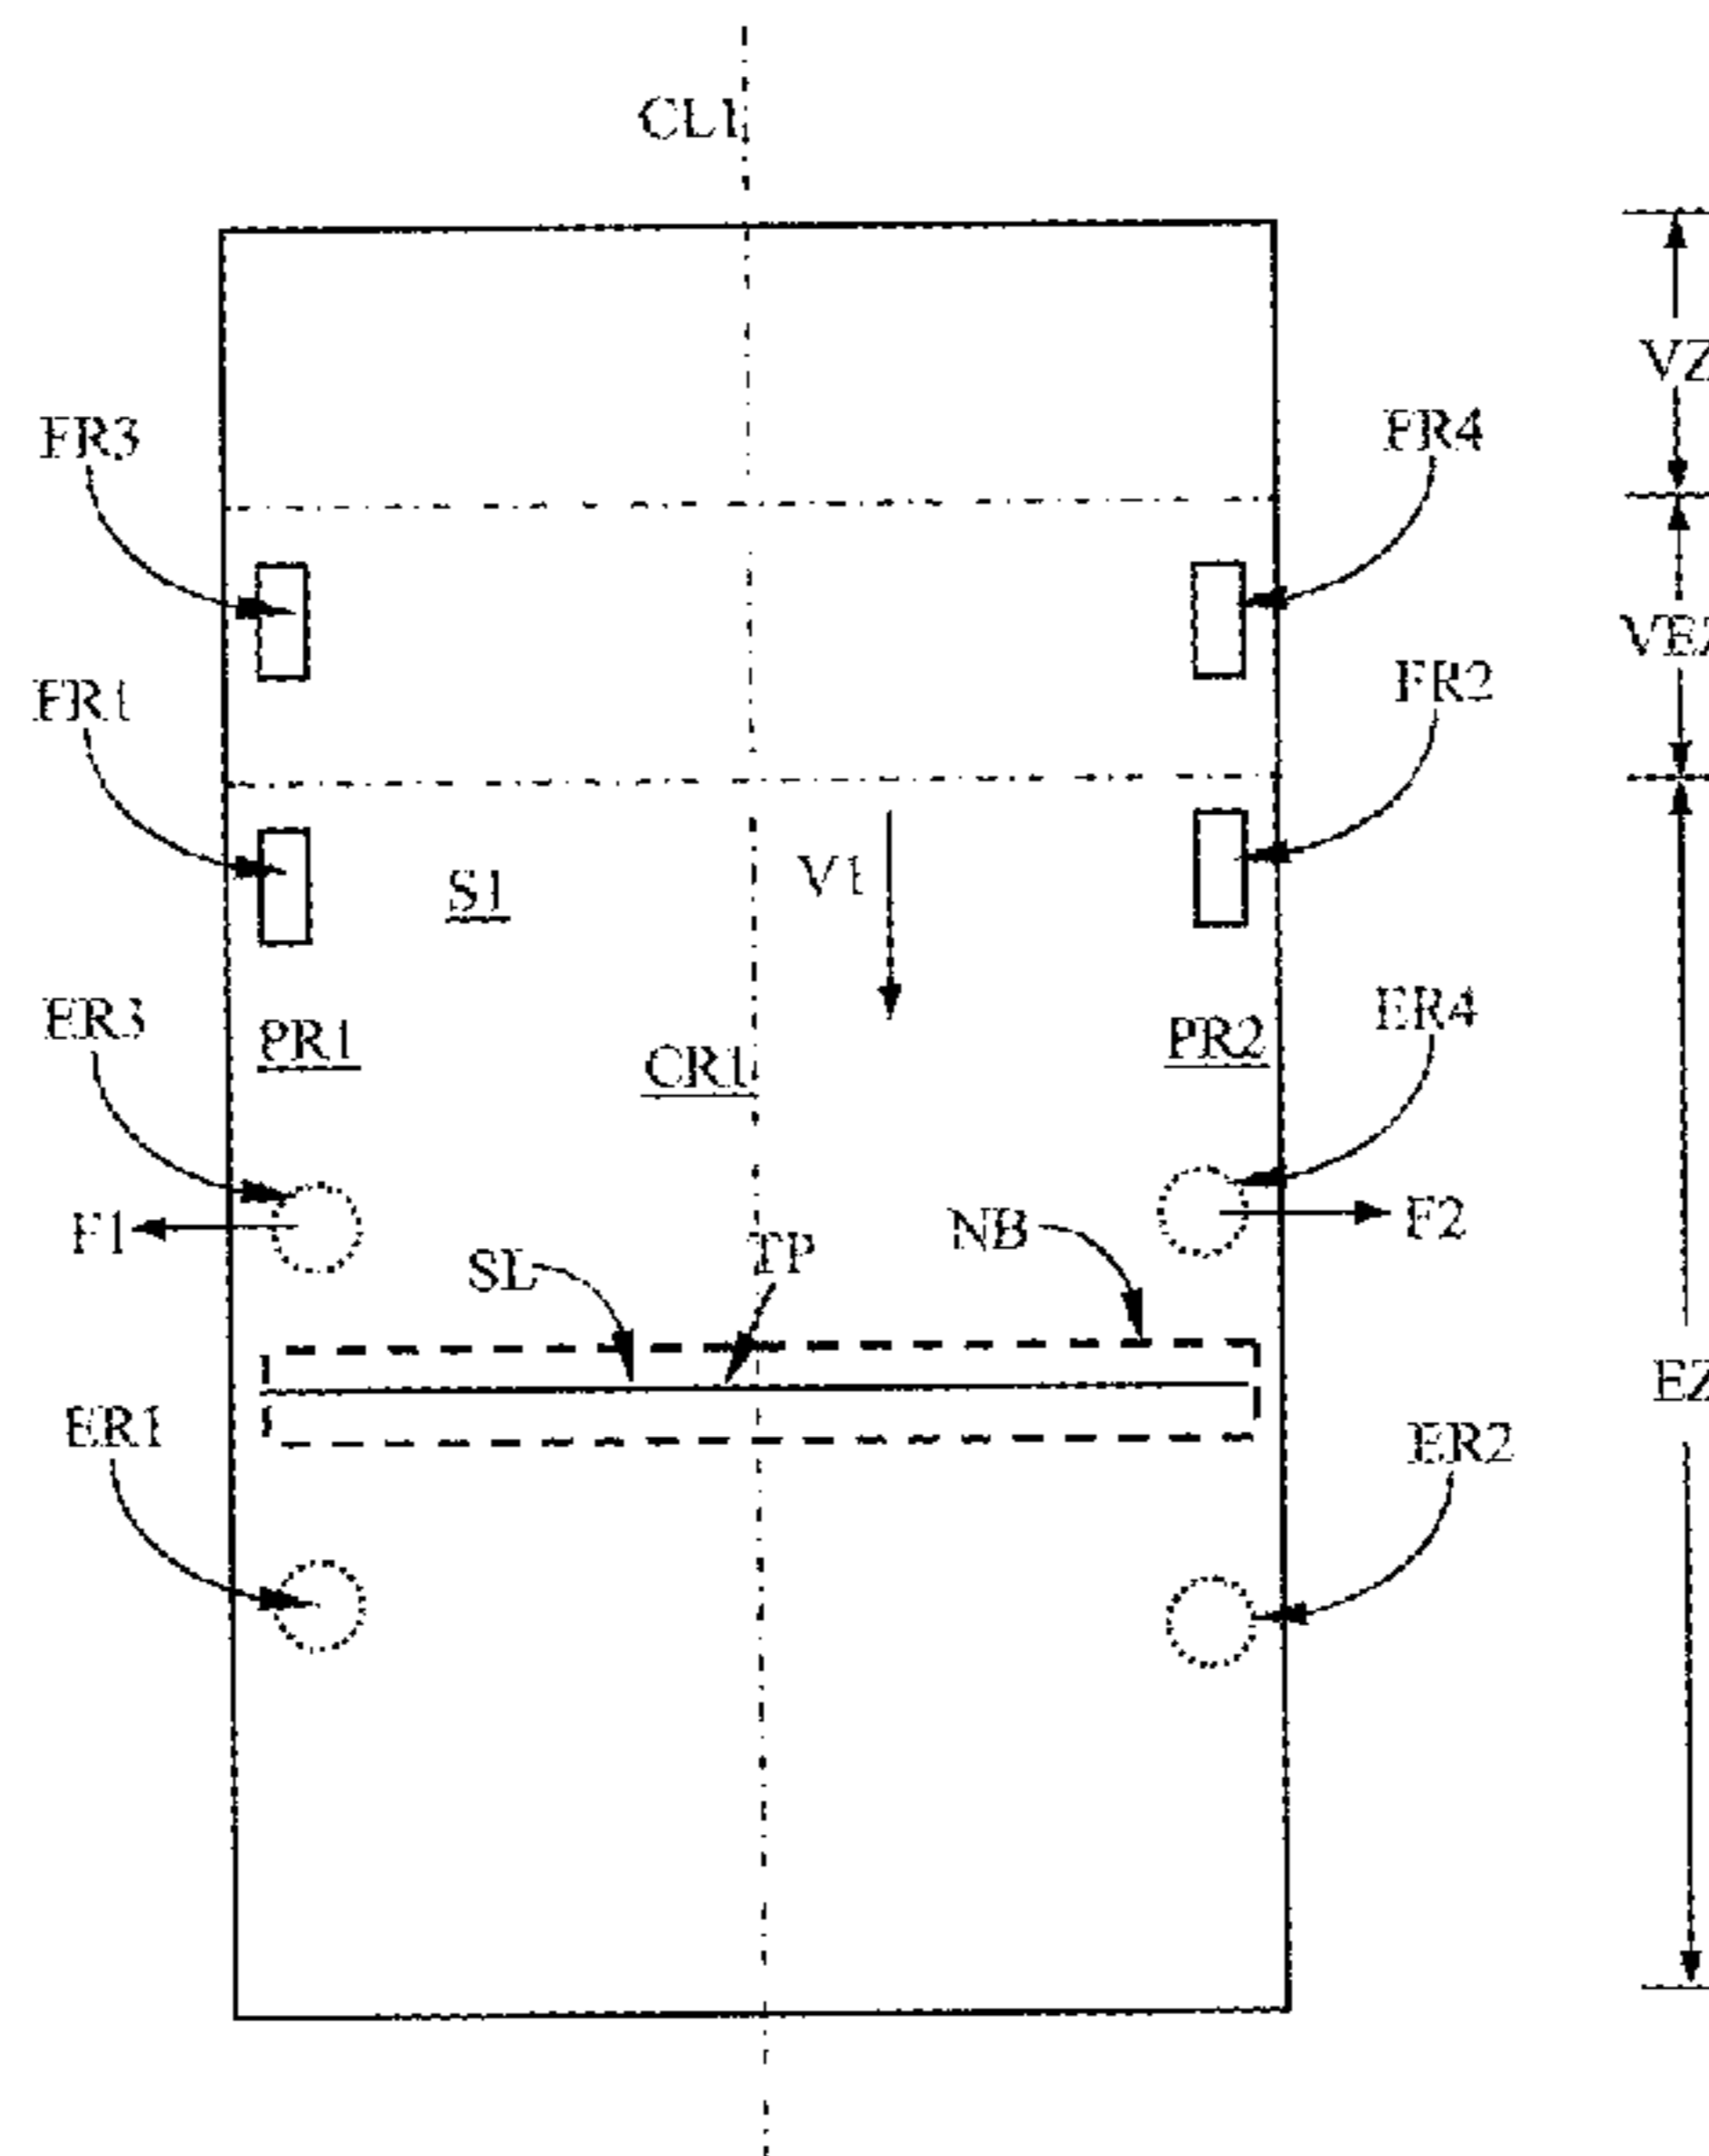 CL1
VZ
FR3
FR4
VEZ
FR1
FR2
S1
V1
ER3
ER4
PR1
PR2
CR1
F1
F2
NB
SL
TP
EZ
ER1
ER2